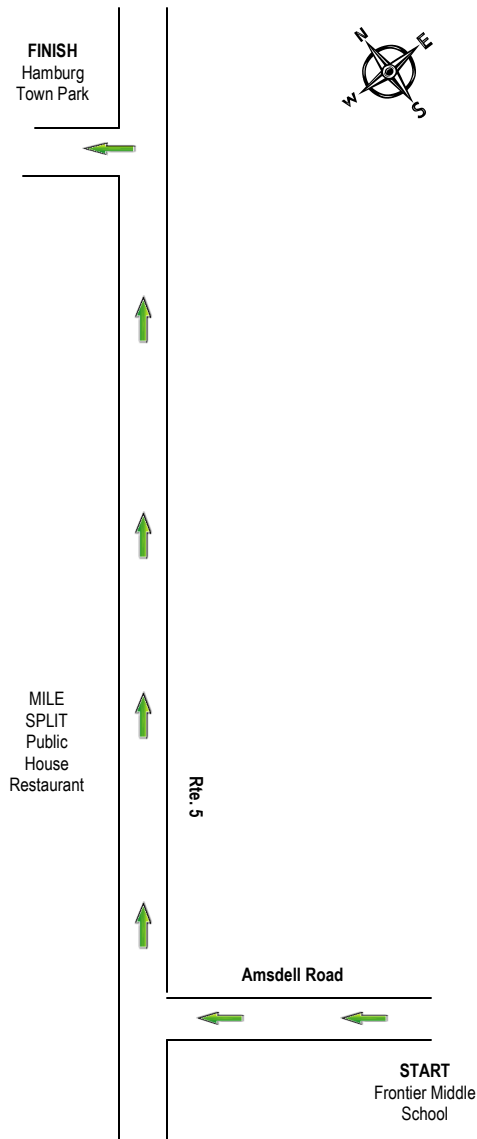 FINISH
Hamburg
Town Park
N
E
W
S
MILE
SPLIT
Public
House
Restaurant
Rte. 5
Amsdell Road
START
Frontier Middle
School